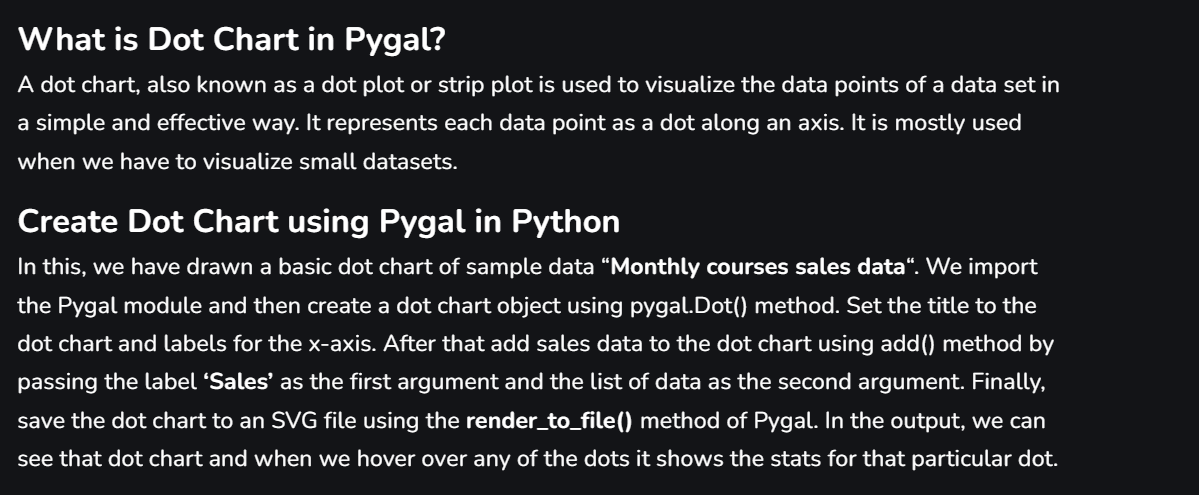 What is Dot Chart in Pygal?
A dot chart, also known as a dot plot or strip plot is used to visualize the data points of a data set in
a simple and effective way. It represents each data point as a dot along an axis. It is mostly used
when we have to visualize small datasets.
Create Dot Chart using Pygal in Python
In this, we have drawn a basic dot chart of sample data “Monthly courses sales data“. We import
the Pygal module and then create a dot chart object using pygal.Dot() method. Set the title to the
dot chart and labels for the x-axis. After that add sales data to the dot chart using add() method by
passing the label ‘Sales’ as the first argument and the list of data as the second argument. Finally,
save the dot chart to an SVG file using the render_to_file() method of Pygal. In the output, we can
see that dot chart and when we hover over any of the dots it shows the stats for that particular dot.